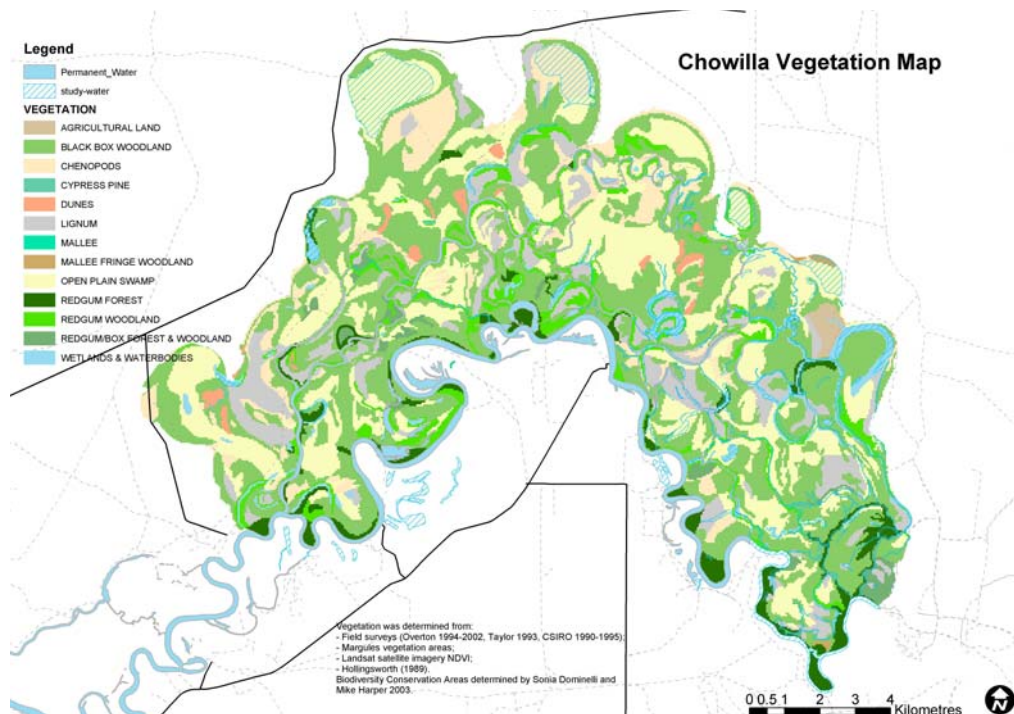 Legend
Permanent_Water
study-water
VEGETATION
AGRICULTURAL LAND
BLACK BOX WOODLAND
CHENOPODS
CYPRESS PINE
DUNES
LIGNUM
MALLEE
MALLEE FRINGE WOODLAND
OPEN PLAIN SWAMP
REDGUM FOREST
REDGUM WOODLAND
REDGUM/BOX FOREST & WOODLAND
WETLANDS & WATERBODIES
Chowilla Vegetation Map
Vegetation was determined from:
- Field surveys (Overton 1994-2002, Taylor 1993, CSIRO 1990-1995);
- Margules vegetation areas;
- Landsat satellite imagery NDVI;
- Hollingsworth (1989).
Biodiversity Conservation Areas determined by Sonia Dominelli and
Mike Harper 2003.
0 0.5 1 2 3 4
Kilometres
N